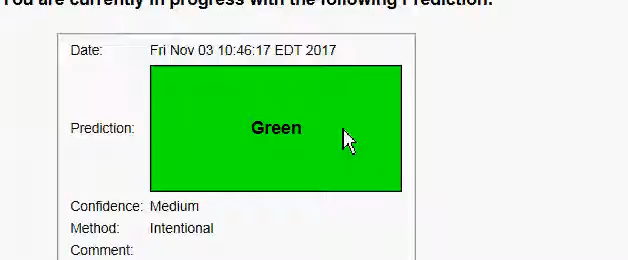 You are currently in progress with the following Prediction:
Date: Fri Nov 03 10:46:17 EDT 2017
Prediction: Green
Confidence: Medium
Method: Intentional
Comment: